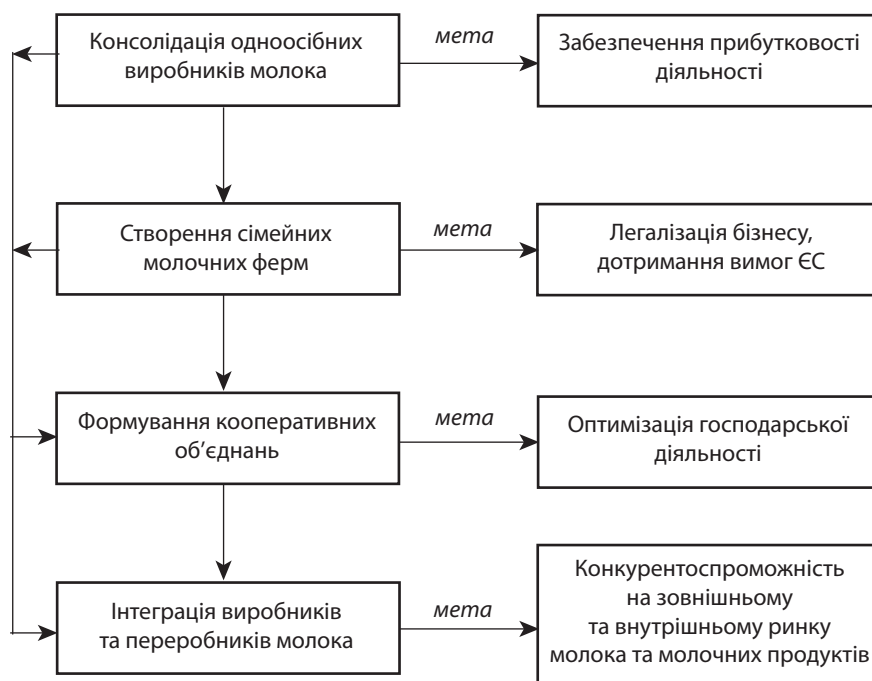 Консолідація одноосібних
виробників молока
мета
Забезпечення прибутковості
діяльності
Створення сімейних
молочних ферм
мета
Легалізація бізнесу,
дотримання вимог ЄС
Формування кооперативних
об’єднань
мета
Оптимізація господарської
діяльності
Інтеграція виробників
та переробників молока
мета
Конкурентоспроможність
на зовнішньому
та внутрішньому ринку
молока та молочних продуктів